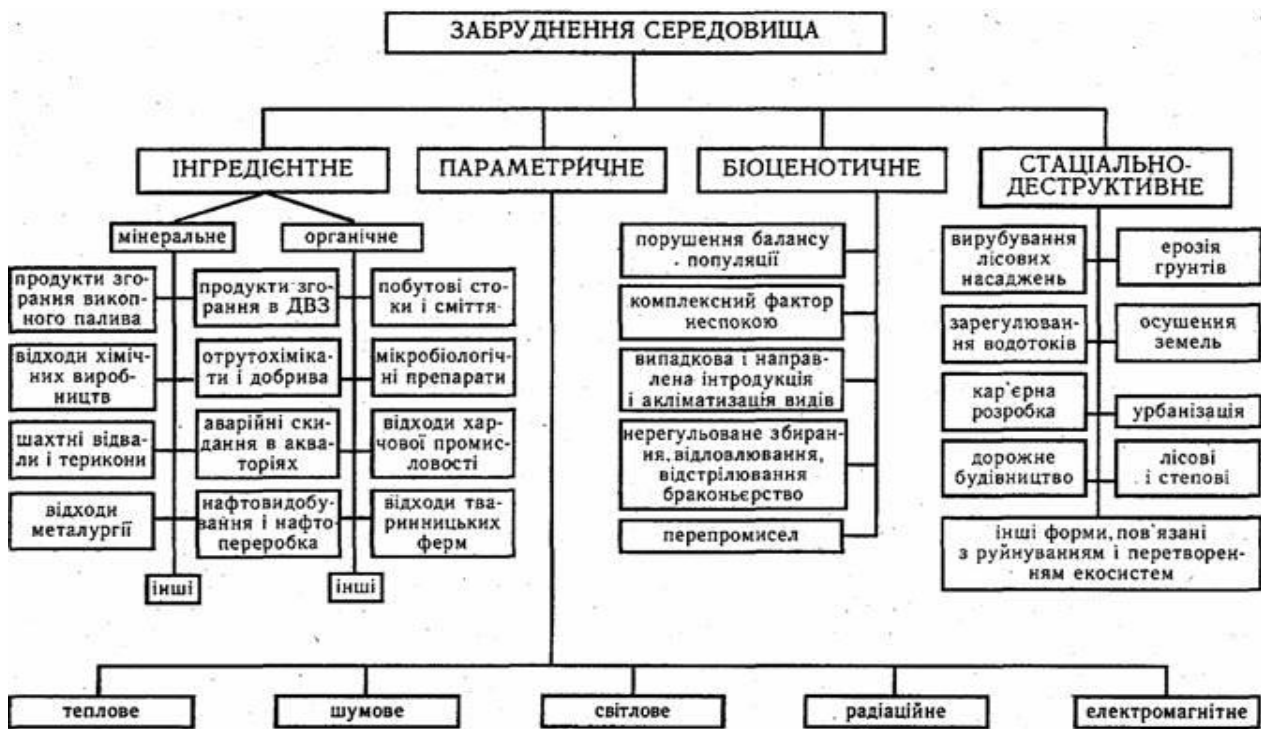 ЗАБРУДНЕННЯ СЕРЕДОВИЩА
ІНГРЕДІЄНТНЕ
ПАРАМЕТРИЧНЕ
БІОЦЕНОТИЧНЕ
СТАЦІАЛЬНО-
ДЕСТРУКТИВНЕ
мінеральне
органічне
продукти зго-
рання викоп-
ного палива
відходи хіміч-
них вироб-
ництв
шахтні відва-
ли і терикони
відходи
металургії
інші
продукти зго-
рання в ДВЗ
отрутохіміка-
ти і добрива
аварійні ски-
дання в аква-
торіях
нафтовидобу-
вання і нафто-
переробка
побутові сто-
ки і сміття
мікробіологіч-
ні препарати
відходи хар-
чової промис-
ловості
відходи тва-
ринницьких
ферм
інші
порушення балансу
популяції
комплексний фактор
неспокою
випадкова і направ-
лена інтродукція
і акліматизація видів
нерегульоване збиран-
ня, відловлювання,
відстрілювання
браконьєрство
перепромисел
вирубування
лісових
насаджень
зарегулюван-
ня водотоків
кар'єрна
розробка
дорожне
будівництво
ерозія
грунтів
осушення
земель
урбанізація
лісові
і степові
інші форми, пов'язані
з руйнуванням і перетворен-
ням екосистем
теплове
шумове
світлове
радіаційне
електромагнітне